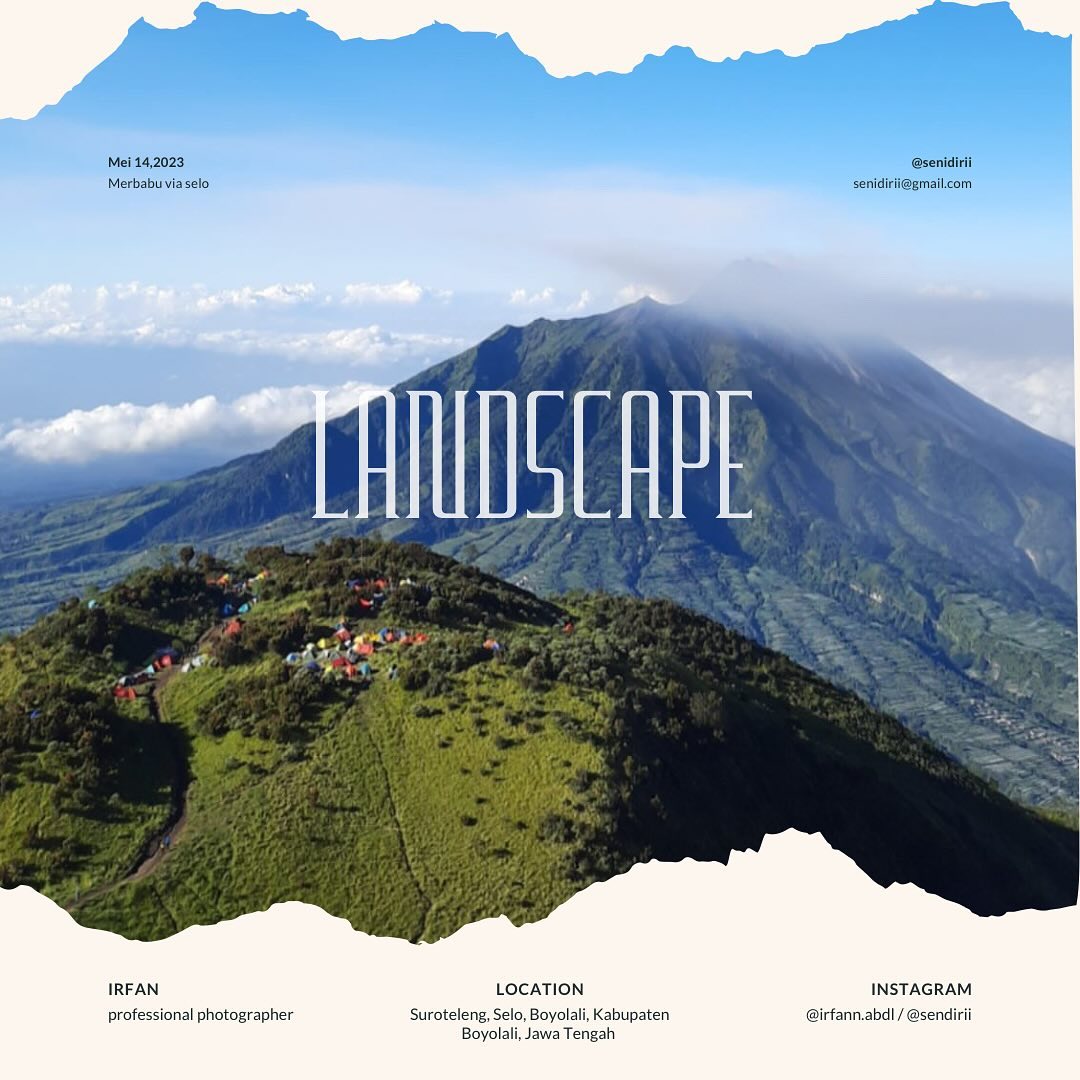 Mei 14,2023
Merbabu via selo
@senidirii
senidirii@gmail.com
LANDSCAPE
IRFAN
professional photographer
LOCATION
Suroteleng, Selo, Boyolali, Kabupaten
Boyolali, Jawa Tengah
INSTAGRAM
@irfann.abdl / @sendirii